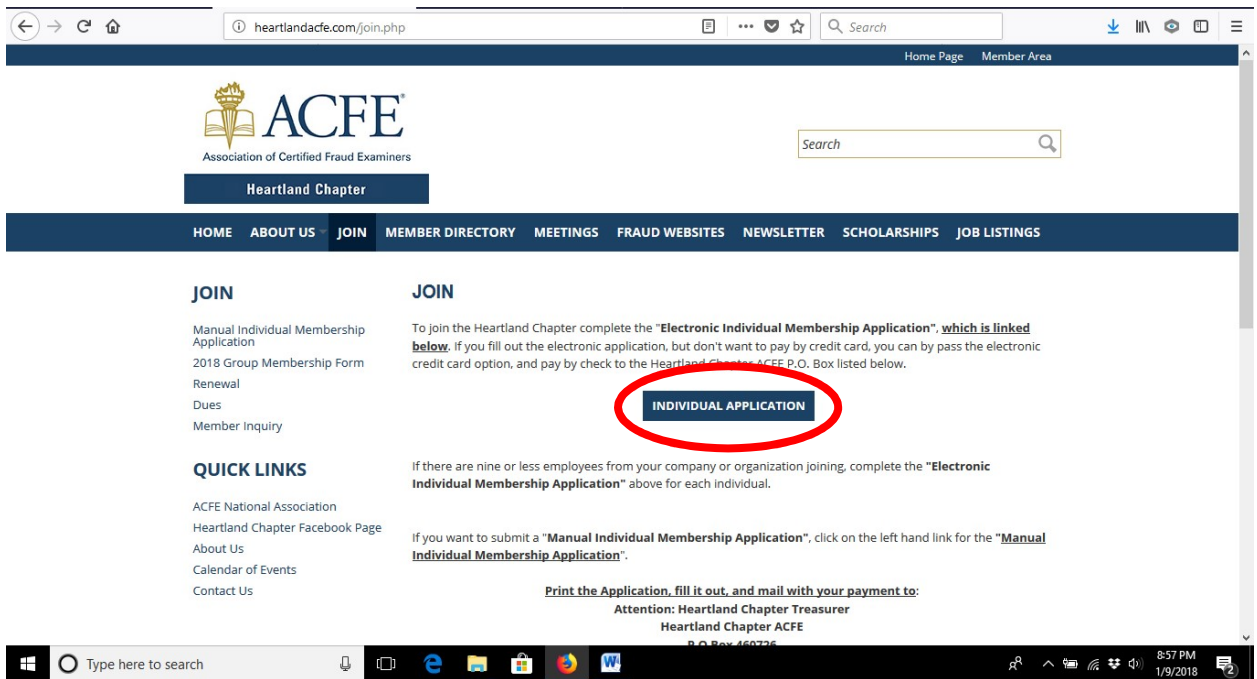 heartlandacfe.com/join.php
Search
Home Page Member Area
ACFE
Association of Certified Fraud Examiners
Heartland Chapter
Search
HOME ABOUT US JOIN MEMBER DIRECTORY MEETINGS FRAUD WEBSITES NEWSLETTER SCHOLARSHIPS JOB LISTINGS
JOIN
Manual Individual Membership
Application
2018 Group Membership Form
Renewal
Dues
Member Inquiry
QUICK LINKS
ACFE National Association
Heartland Chapter Facebook Page
About Us
Calendar of Events
Contact Us
JOIN
To join the Heartland Chapter complete the "Electronic Individual Membership Application", which is linked
below. If you fill out the electronic application, but don't want to pay by credit card, you can by pass the electronic
credit card option, and pay by check to the Heartland Chapter ACFE P.O. Box listed below.
INDIVIDUAL APPLICATION
If there are nine or less employees from your company or organization joining, complete the "Electronic
Individual Membership Application" above for each individual.
If you want to submit a "Manual Individual Membership Application", click on the left hand link for the "Manual
Individual Membership Application".
Print the Application, fill it out, and mail with your payment to:
Attention: Heartland Chapter Treasurer
Heartland Chapter ACFE
P.O Box 460726
Type here to search
8:57 PM
1/9/2018